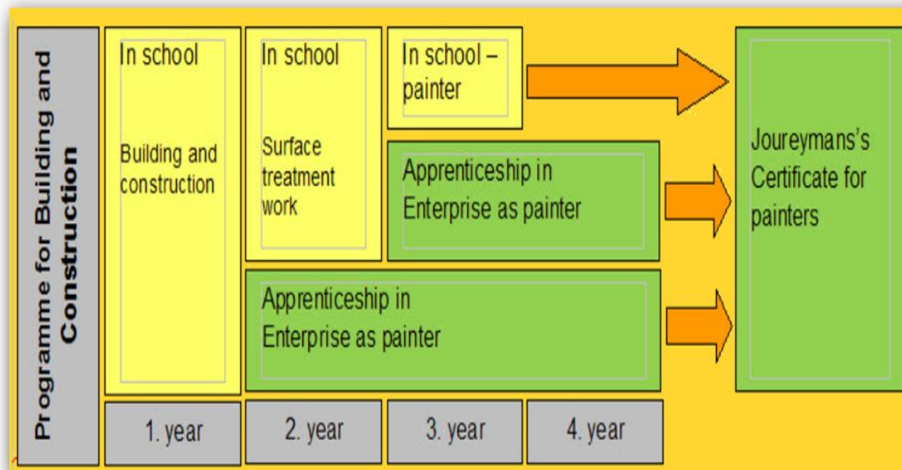 Programme for Building and
Construction
In school
Building and
construction
In school
Surface
treatment
work
In school –
painter
Apprenticeship in
Enterprise as painter
Apprenticeship in
Enterprise as painter
Joureymans's
Certificate for
painters
1. year
2. year
3. year
4. year